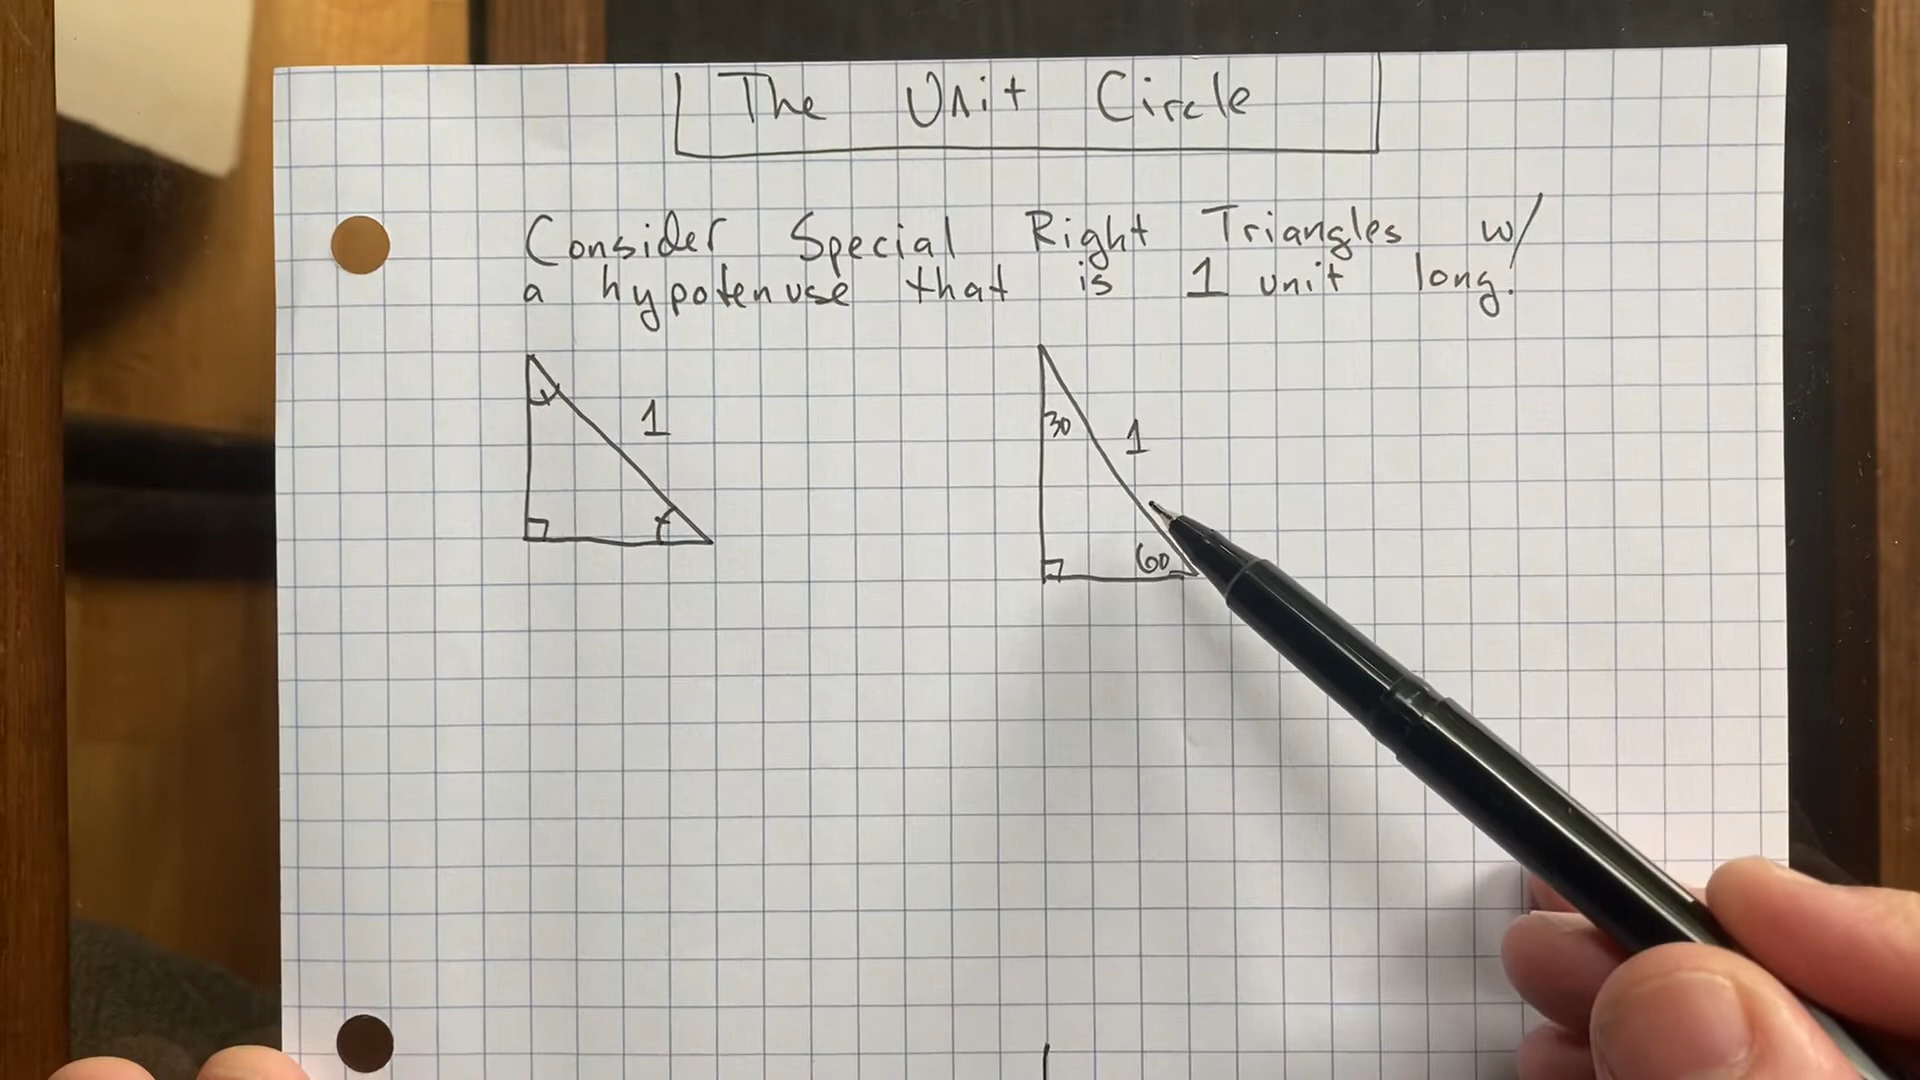 The Unit Circle
Consider Special Right Triangles w/
a hypotenuse that is 1 unit long.
1
30
1
60